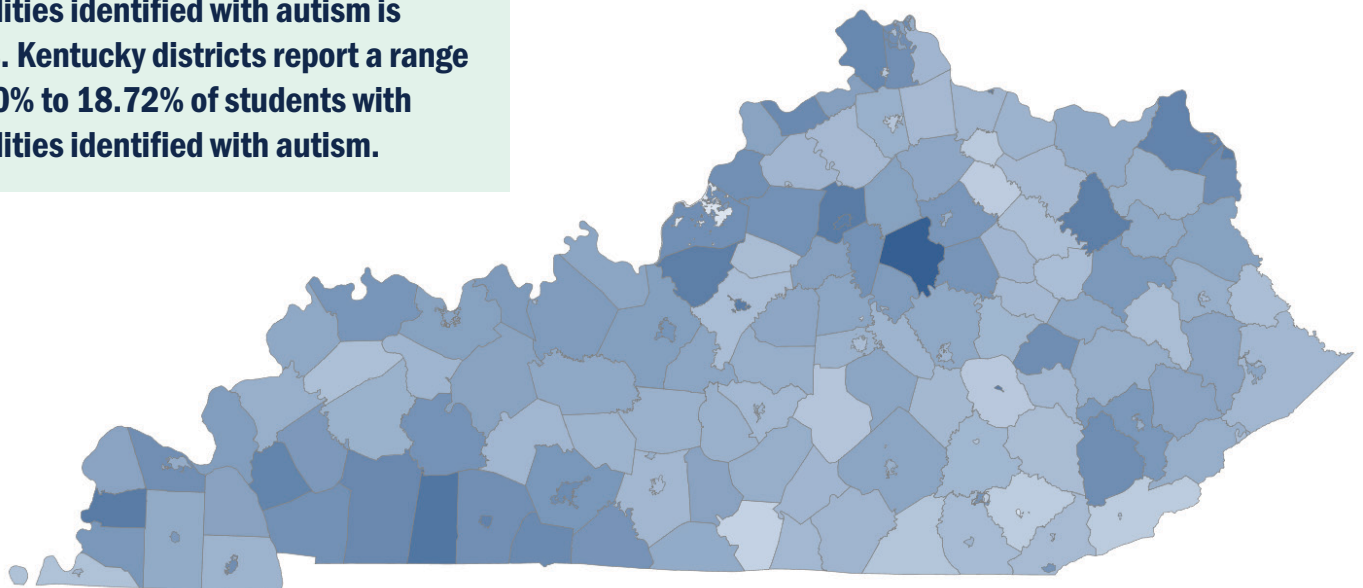 lities identified with autism is
. Kentucky districts report a range
0% to 18.72% of students with
lities identified with autism.